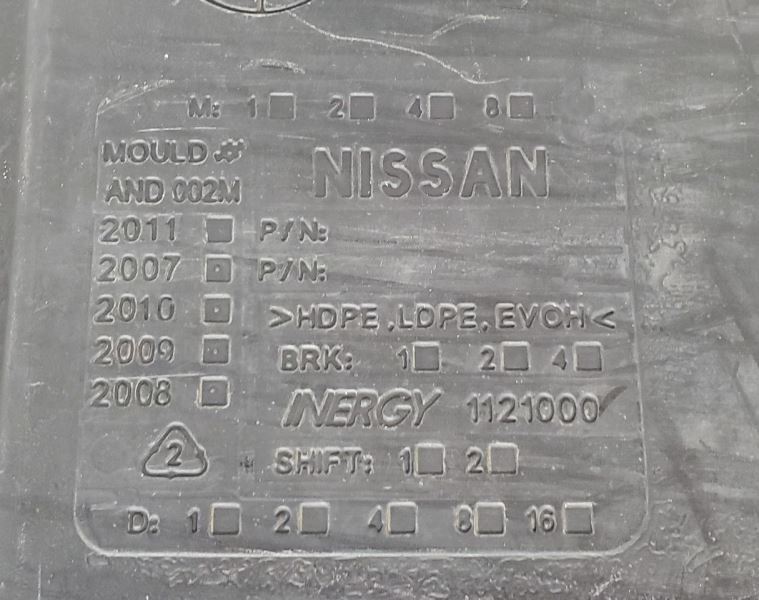 M: 1 2 4 8
MOULD #
AND 002M
NISSAN
2011 P/N:
2007 P/N:
2010
>HDPE,LDPE,EVOH<
2009
BRK: 1 2 4
2008
INERGY 1121000
2
SHIFT: 1 2
D: 1 2 4 8 16